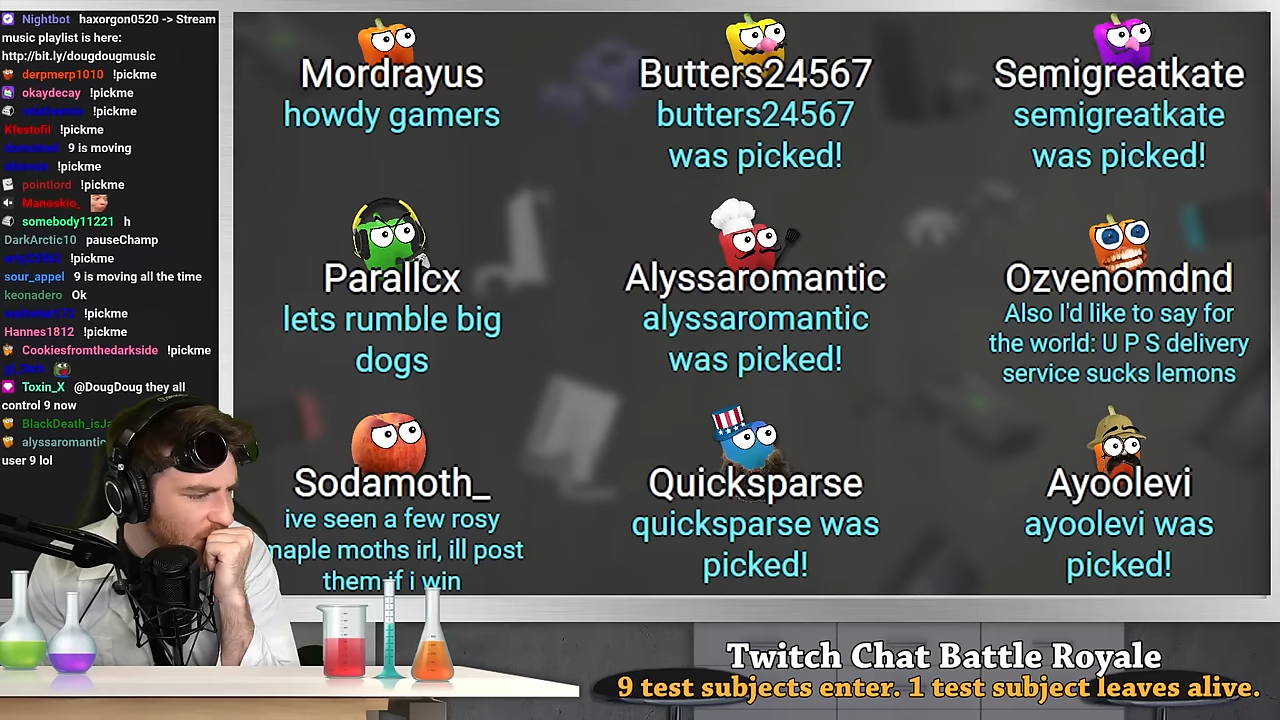 Nightbot haxorgon0520 -> Stream
music playlist is here:
http://bit.ly/dougdougmusic
derpmerp1010 !pickme
okaydecay !pickme
!pickme
Kfestofil !pickme
9 is moving
!pickme
pointlord !pickme
Manoskio_
somebody11221 h
DarkArctic10 pauseChamp
!pickme
sour_appel 9 is moving all the time
keonadero Ok
!pickme
Hannes1812 !pickme
Cookiesfromthedarkside !pickme
Toxin_X @DougDoug they all
control 9 now
alyssaromantic
user 9 lol
Mordrayus
howdy gamers
Butters24567
butters24567
was picked!
Semigreatkate
semigreatkate
was picked!
Parallcx
lets rumble big
dogs
Alyssaromantic
alyssaromantic
was picked!
Ozvenomdnd
Also I'd like to say for
the world: U P S delivery
service sucks lemons
Sodamoth_
ive seen a few rosy
maple moths irl, ill post
them if i win
Quicksparse
quicksparse was
picked!
Ayoolevi
ayoolevi was
picked!
Twitch Chat Battle Royale
9 test subjects enter. 1 test subject leaves alive.